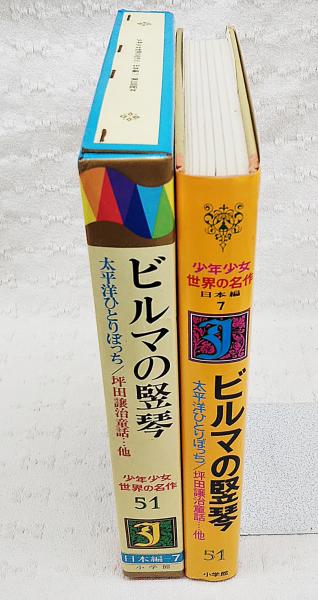 ビルマの竪琴
太平洋ひとりぼっち/坪田譲治童話…他
少年少女
世界の名作
51
日本編-7
小学館
少年少女
世界の名作
日本編
7
ビルマの竪琴
太平洋ひとりぼっち/坪田譲治童話…他
51
小学館